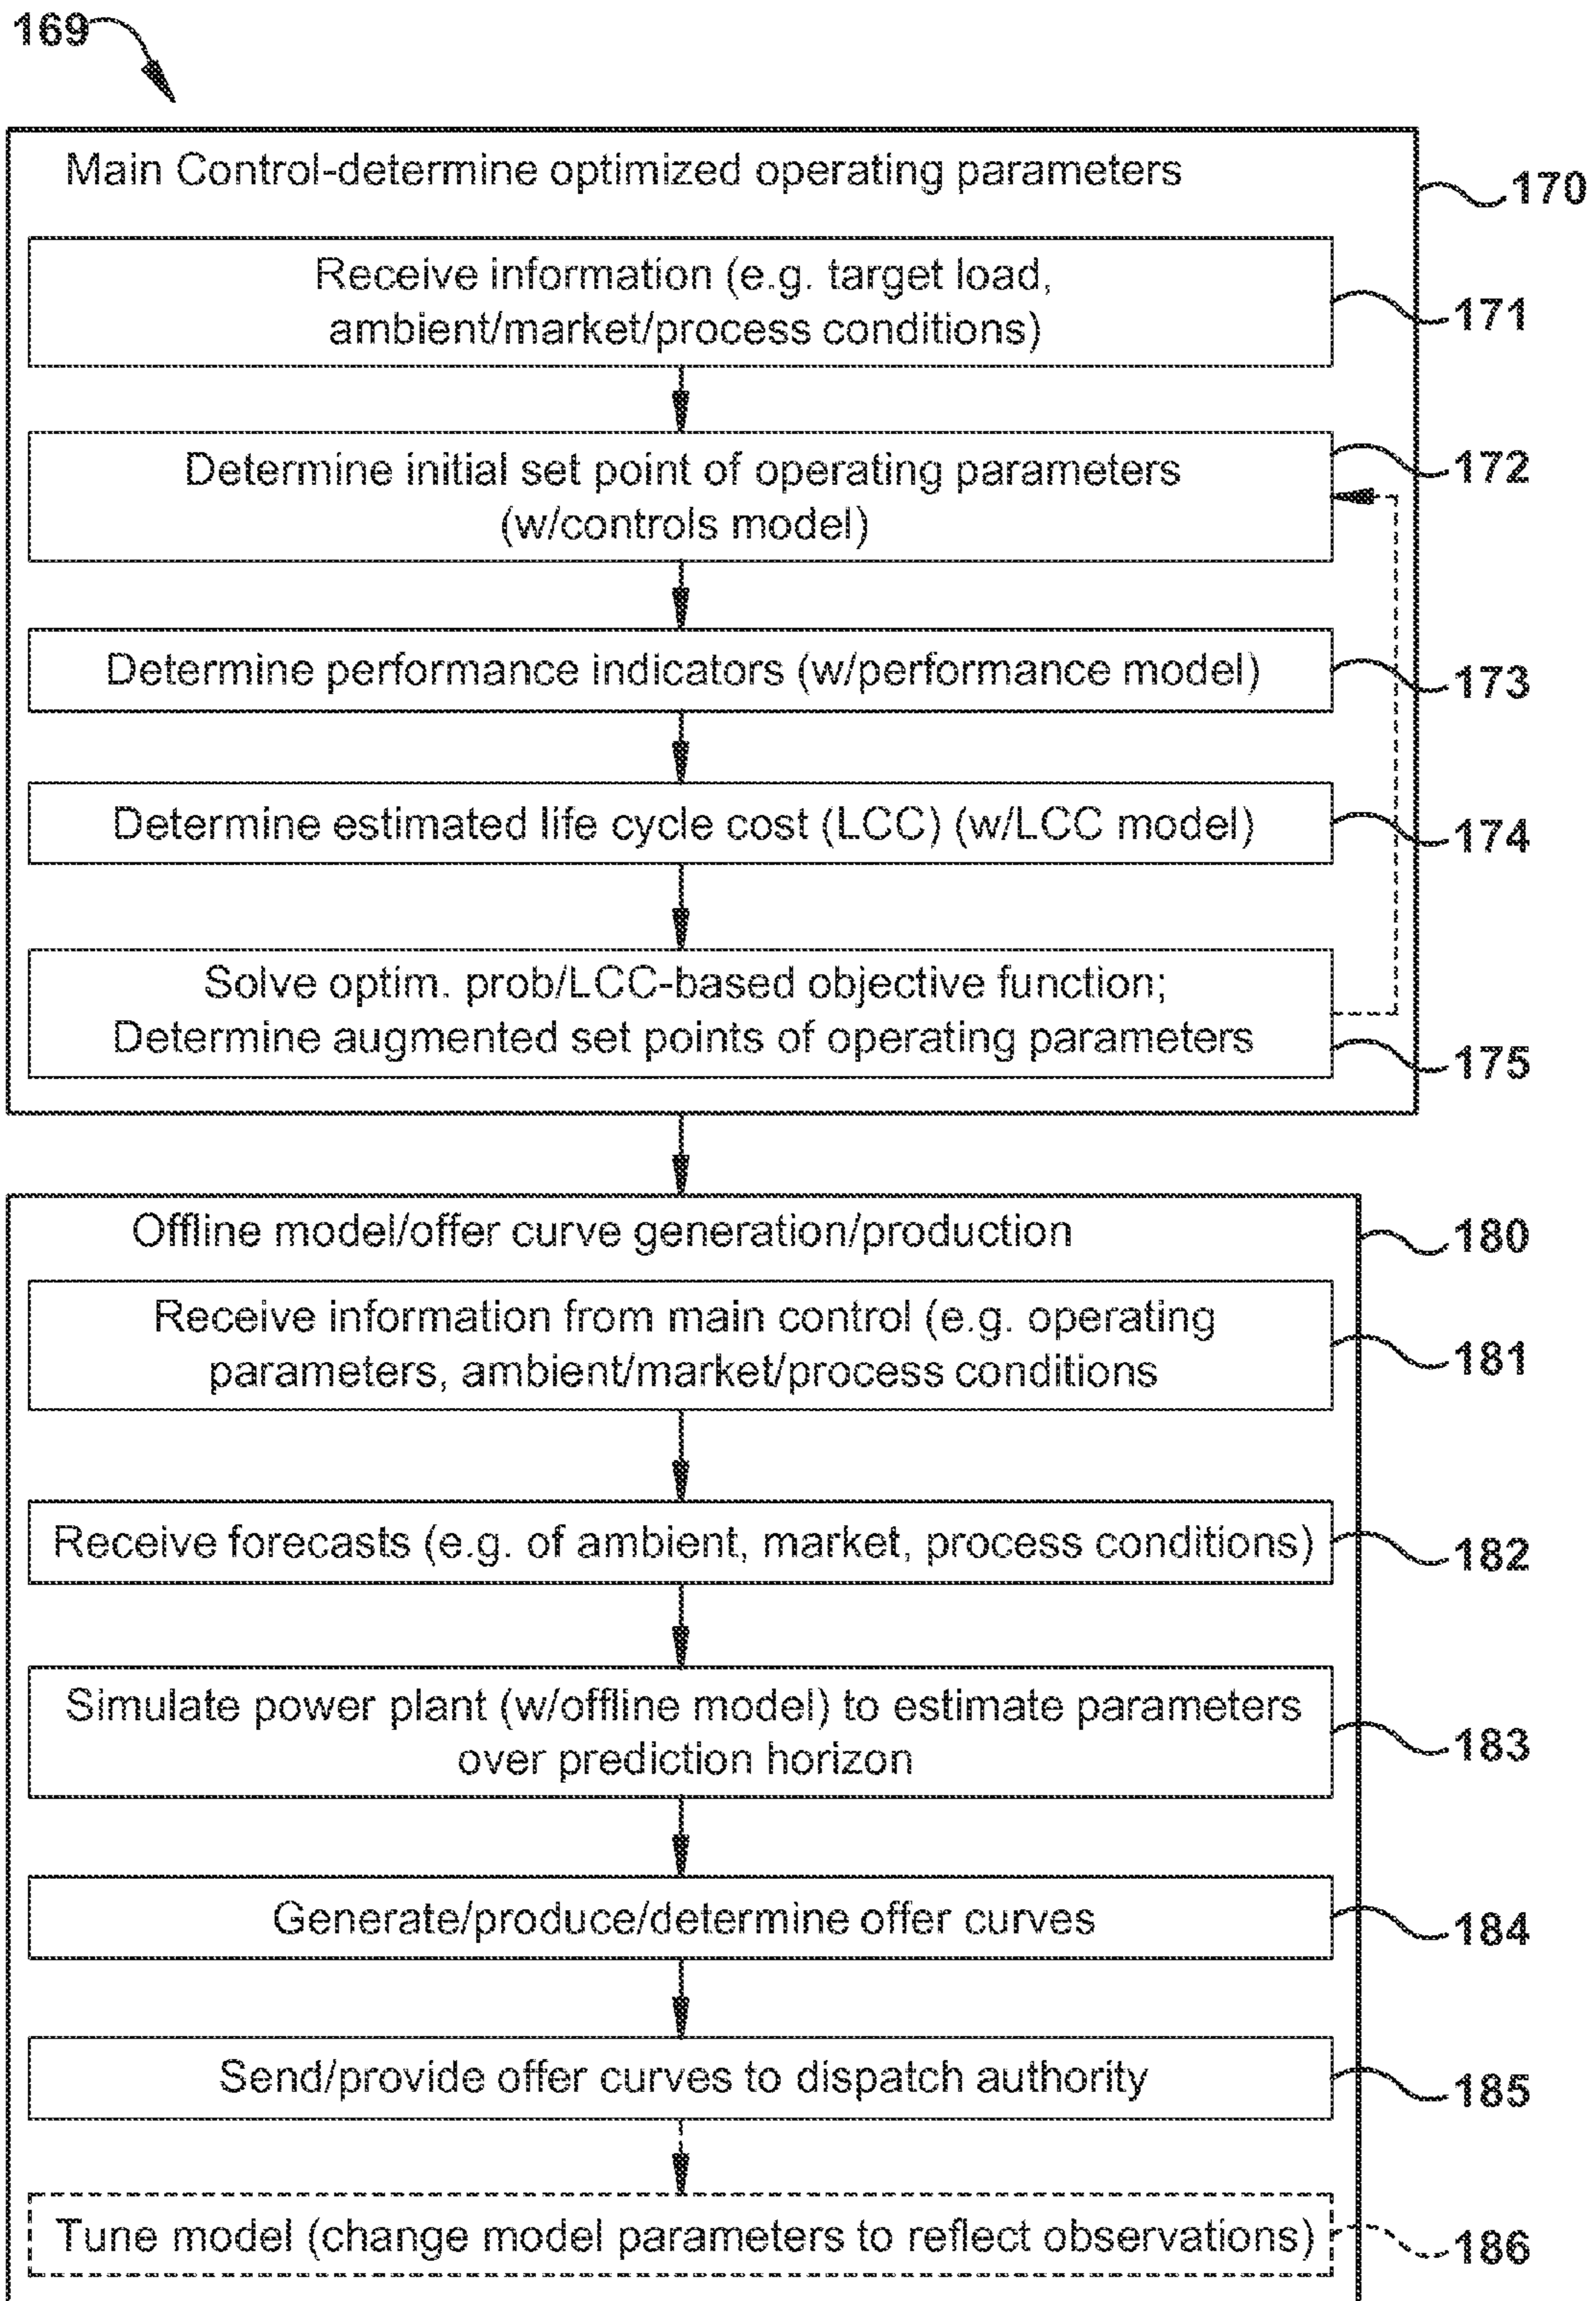 169
Main Control-determine optimized operating parameters
170
Receive information (e.g. target load,
ambient/market/process conditions)
171
Determine initial set point of operating parameters
(w/controls model)
172
Determine performance indicators (w/performance model)
173
Determine estimated life cycle cost (LCC) (w/LCC model)
174
Solve optim. prob/LCC-based objective function;
Determine augmented set points of operating parameters
175
Offline model/offer curve generation/production
180
Receive information from main control (e.g. operating
parameters, ambient/market/process conditions
181
Receive forecasts (e.g. of ambient, market, process conditions)
182
Simulate power plant (w/offline model) to estimate parameters
over prediction horizon
183
Generate/produce/determine offer curves
184
Send/provide offer curves to dispatch authority
185
Tune model (change model parameters to reflect observations)
186